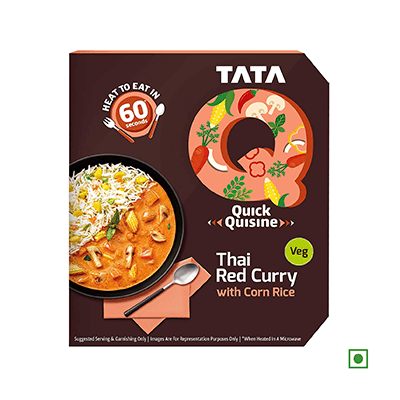 TATA
HEAT TO EAT IN
60
seconds
Q
Quick
Quisine
Veg
Thai
Red Curry
with Corn Rice
Suggested Serving & Garnishing Only | Images Are for Representation Purposes Only | *When Heated In A Microwave